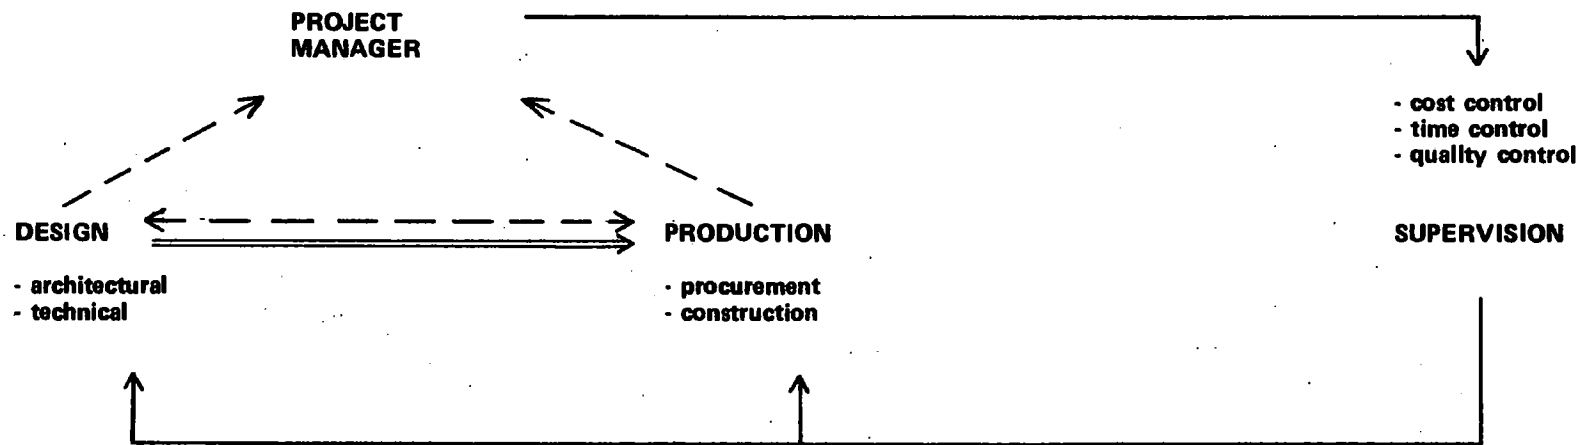 PROJECT
MANAGER
- cost control
- time control
- quality control
DESIGN
PRODUCTION
SUPERVISION
- architectural
- technical
- procurement
- construction